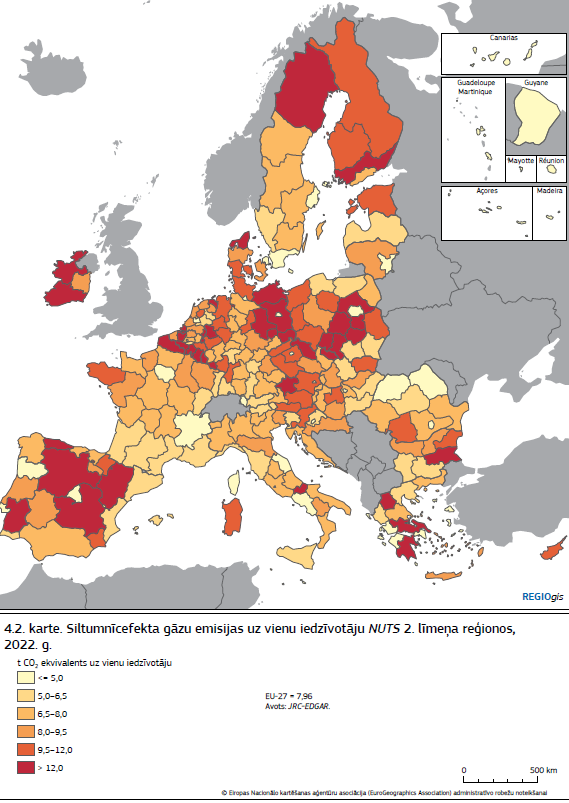 Canarias
Guadeloupe
Martinique
Guyane
Mayotte
Réunion
Açores
Madeira
REGIOgis
4.2. karte. Siltumnīcefekta gāzu emisijas uz vienu iedzīvotāju NUTS 2. līmeņa reģionos,
2022. g.
t CO₂ ekvivalents uz vienu iedzīvotāju
<= 5,0
5,0–6,5
6,5–8,0
8,0–9,5
9,5–12,0
> 12,0
EU-27 = 7,96
Avots: JRC-EDGAR.
0 500 km
© Eiropas Nacionālo kartēšanas aģentūru asociācija (EuroGeographics Association) administratīvo robežu noteikšanai